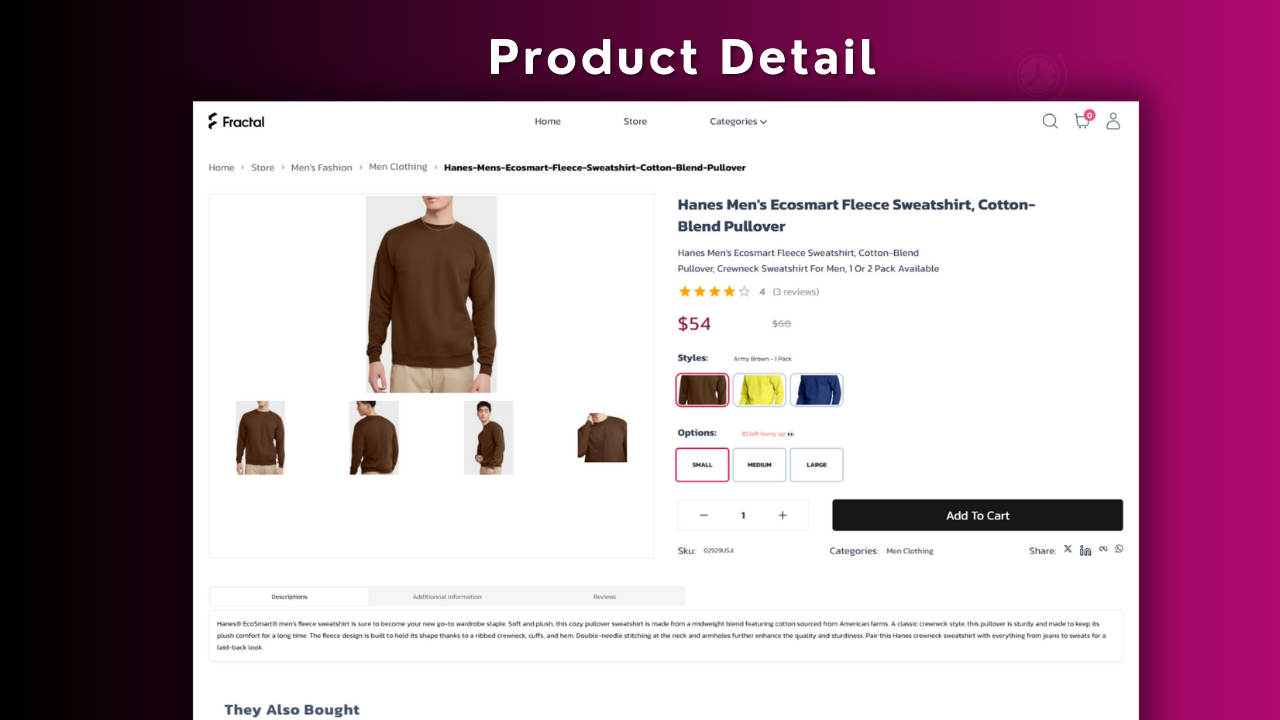 Product Detail
Fractal
Home
Store
Categories
0
Home > Store > Men's Fashion > Men Clothing > Hanes-Mens-Ecosmart-Fleece-Sweatshirt-Cotton-Blend-Pullover
Hanes Men's Ecosmart Fleece Sweatshirt, Cotton-
Blend Pullover
Hanes Men's Ecosmart Fleece Sweatshirt, Cotton-Blend
Pullover, Crewneck Sweatshirt For Men, 1 Or 2 Pack Available
4 (3 reviews)
$54 $60
Styles: Army Brown - 1 Pack
Options: 10 left hurry up 👀
SMALL
MEDIUM
LARGE
− 1 +
Add To Cart
Sku: 02929USJI
Categories: Men Clothing
Share:
Descriptions
Additionnal Information
Reviews
Hanes® EcoSmart® men's fleece sweatshirt is sure to become your new go-to wardrobe staple. Soft and plush, this cozy pullover sweatshirt is made from a midweight blend featuring cotton sourced from American farms. A classic crewneck style, this pullover is sturdy and made to keep its
plush comfort for a long time. The fleece design is built to hold its shape thanks to a ribbed crewneck, cuffs, and hem. Double-needle stitching at the neck and armholes further enhance the quality and sturdiness. Pair this Hanes crewneck sweatshirt with everything from jeans to sweats for a
laid-back look.
They Also Bought